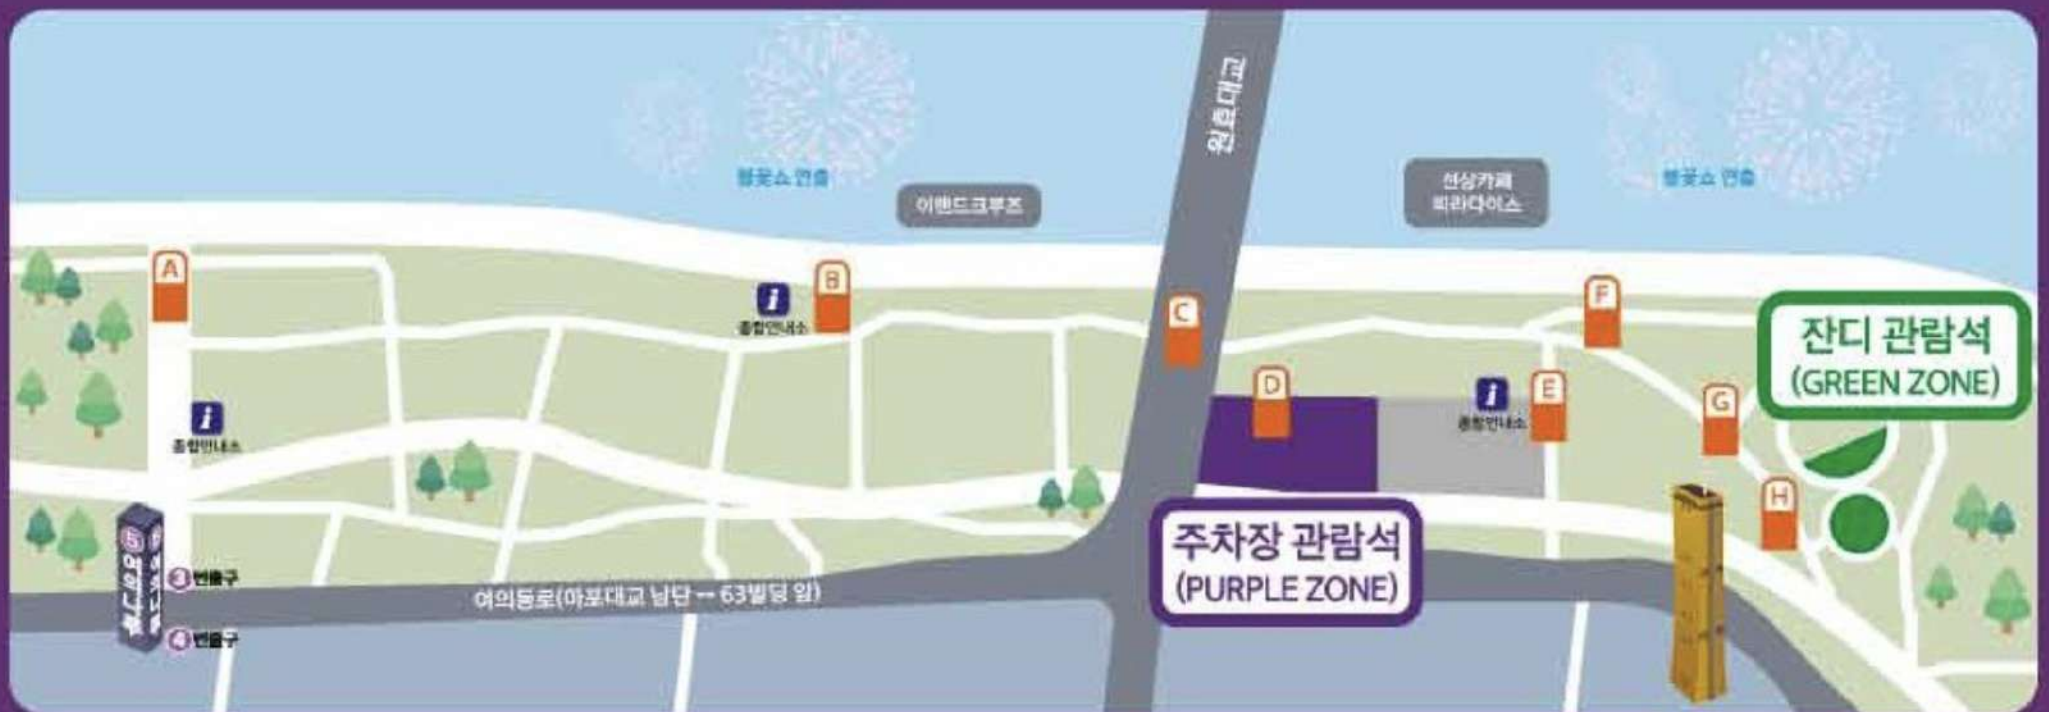 원효대교
불꽃쇼 연출
불꽃쇼 연출
이랜드크루즈
선상카페
파라다이스
A
B
C
D
E
F
G
H
i
종합안내소
i
종합안내소
i
종합안내소
잔디 관람석
(GREEN ZONE)
주차장 관람석
(PURPLE ZONE)
5 여의나루
여의나루
3 번출구
4 번출구
여의동로(마포대교 남단 ↔ 63빌딩 앞)